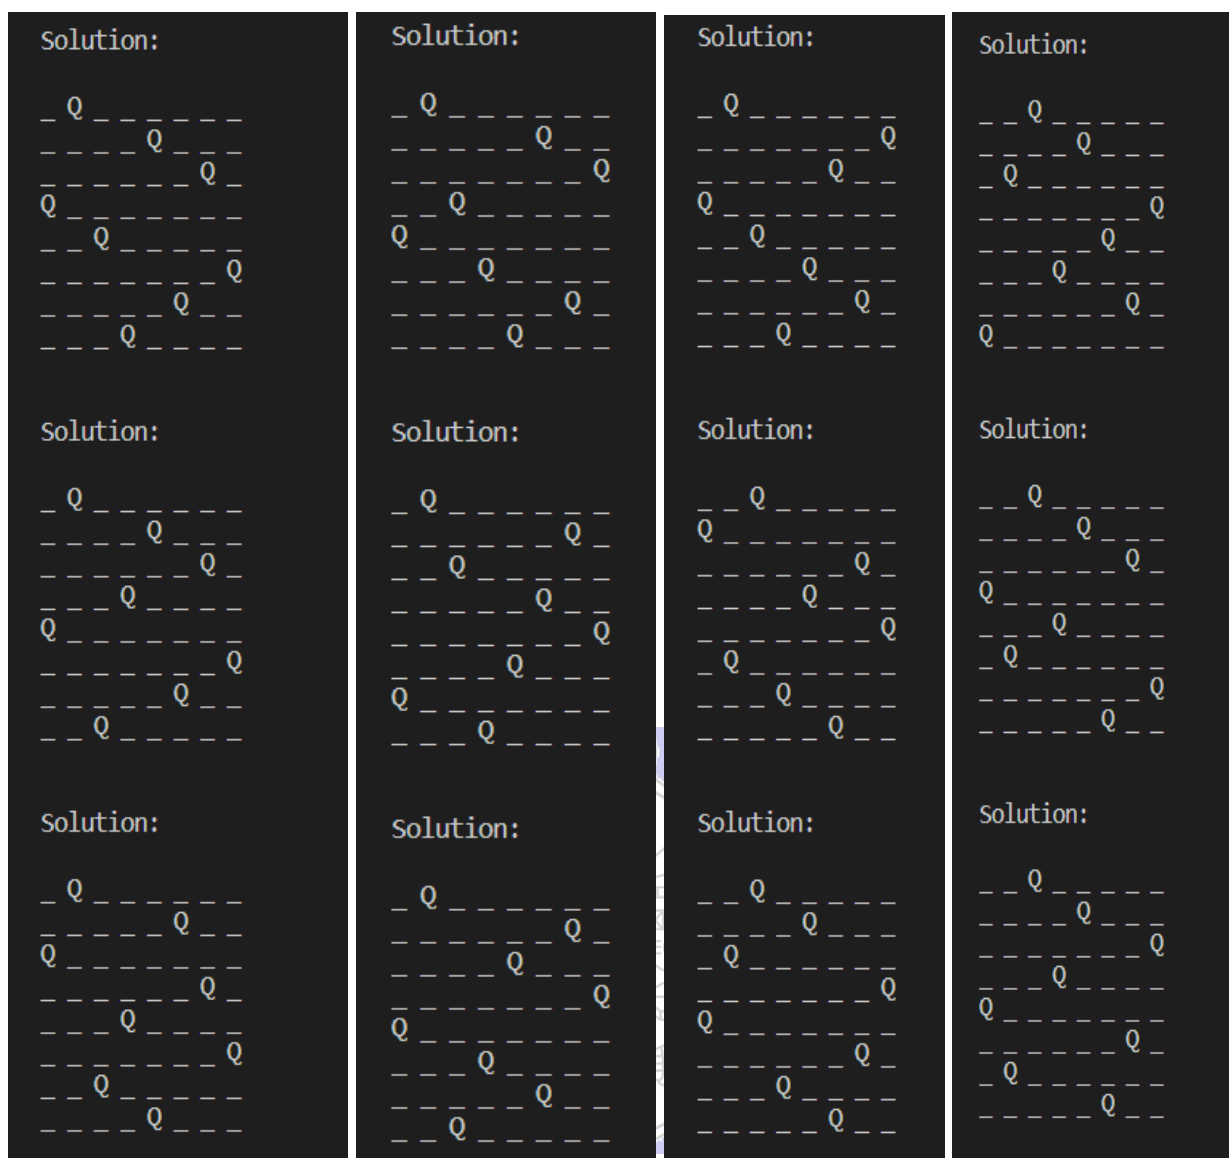 Solution:
_ Q _ _ _ _ _ _
_ _ _ _ Q _ _ _
_ _ _ _ _ _ Q _
Q _ _ _ _ _ _ _
_ _ Q _ _ _ _ _
_ _ _ _ _ _ _ Q
_ _ _ _ _ Q _ _
_ _ _ Q _ _ _ _
Solution:
_ Q _ _ _ _ _ _
_ _ _ _ Q _ _ _
_ _ _ _ _ _ Q _
_ _ _ Q _ _ _ _
Q _ _ _ _ _ _ _
_ _ _ _ _ _ _ Q
_ _ _ _ _ Q _ _
_ _ Q _ _ _ _ _
Solution:
_ Q _ _ _ _ _ _
_ _ _ _ _ Q _ _
Q _ _ _ _ _ _ _
_ _ _ _ _ _ Q _
_ _ _ Q _ _ _ _
_ _ _ _ _ _ _ Q
_ _ Q _ _ _ _ _
_ _ _ _ Q _ _ _
Solution:
_ Q _ _ _ _ _ _
_ _ _ _ _ Q _ _
_ _ _ _ _ _ _ Q
_ _ Q _ _ _ _ _
Q _ _ _ _ _ _ _
_ _ _ Q _ _ _ _
_ _ _ _ _ _ Q _
_ _ _ _ Q _ _ _
Solution:
_ Q _ _ _ _ _ _
_ _ _ _ _ _ Q _
_ _ Q _ _ _ _ _
_ _ _ _ _ Q _ _
_ _ _ _ _ _ _ Q
_ _ _ _ Q _ _ _
Q _ _ _ _ _ _ _
_ _ _ Q _ _ _ _
Solution:
_ Q _ _ _ _ _ _
_ _ _ _ _ _ Q _
_ _ _ _ Q _ _ _
_ _ _ _ _ _ _ Q
Q _ _ _ _ _ _ _
_ _ _ Q _ _ _ _
_ _ _ _ _ Q _ _
_ _ Q _ _ _ _ _
Solution:
_ Q _ _ _ _ _ _
_ _ _ _ _ _ _ Q
_ _ _ _ _ Q _ _
Q _ _ _ _ _ _ _
_ _ Q _ _ _ _ _
_ _ _ _ Q _ _ _
_ _ _ _ _ _ Q _
_ _ _ Q _ _ _ _
Solution:
_ _ Q _ _ _ _ _
Q _ _ _ _ _ _ _
_ _ _ _ _ _ Q _
_ _ _ _ Q _ _ _
_ _ _ _ _ _ _ Q
_ Q _ _ _ _ _ _
_ _ _ Q _ _ _ _
_ _ _ _ _ Q _ _
Solution:
_ _ Q _ _ _ _ _
_ _ _ _ Q _ _ _
_ Q _ _ _ _ _ _
_ _ _ _ _ _ _ Q
Q _ _ _ _ _ _ _
_ _ _ _ _ _ Q _
_ _ _ Q _ _ _ _
_ _ _ _ _ Q _ _
Solution:
_ _ Q _ _ _ _ _
_ _ _ _ Q _ _ _
_ Q _ _ _ _ _ _
_ _ _ _ _ _ _ Q
_ _ _ _ _ Q _ _
_ _ _ Q _ _ _ _
_ _ _ _ _ _ Q _
Q _ _ _ _ _ _ _
Solution:
_ _ Q _ _ _ _ _
_ _ _ _ Q _ _ _
_ _ _ _ _ _ Q _
Q _ _ _ _ _ _ _
_ _ _ Q _ _ _ _
_ Q _ _ _ _ _ _
_ _ _ _ _ _ _ Q
_ _ _ _ _ Q _ _
Solution:
_ _ Q _ _ _ _ _
_ _ _ _ Q _ _ _
_ _ _ _ _ _ _ Q
_ _ _ Q _ _ _ _
Q _ _ _ _ _ _ _
_ _ _ _ _ _ Q _
_ Q _ _ _ _ _ _
_ _ _ _ _ Q _ _